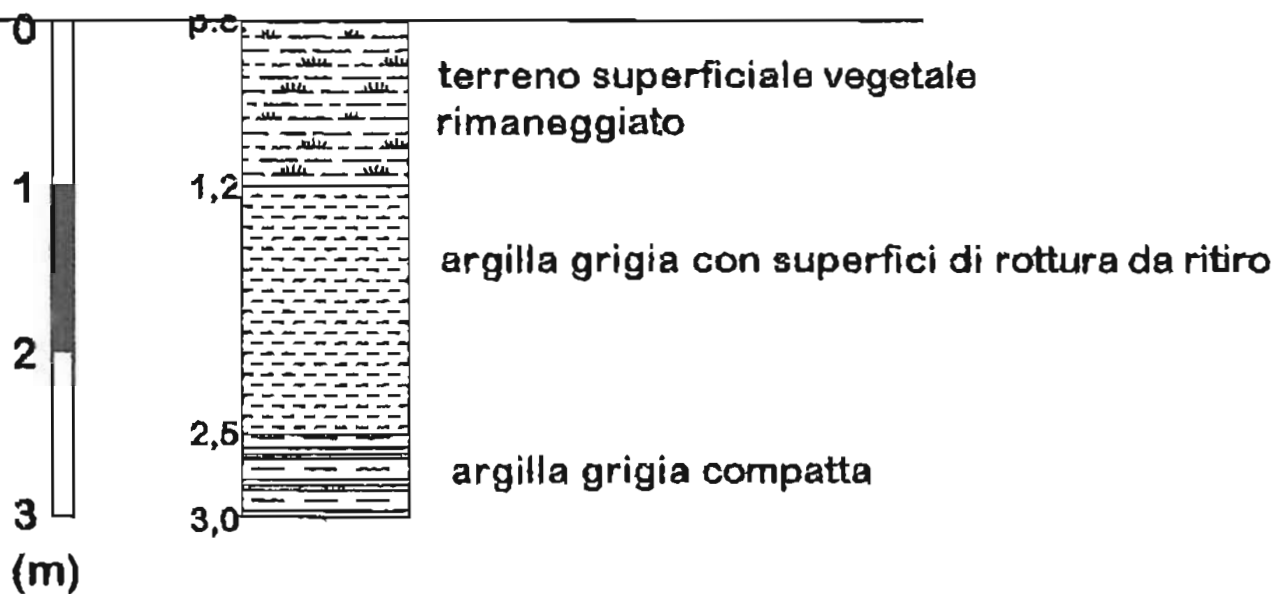 0
p.c.
terreno superficiale vegetale
rimaneggiato
1
1,2
argilla grigia con superfici di rottura da ritiro
2
2,5
argilla grigia compatta
3
3,0
(m)